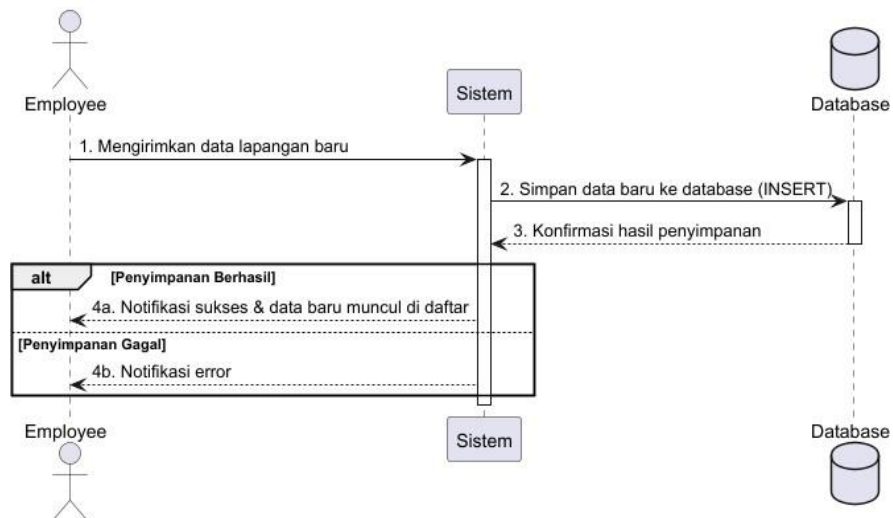 Employee
Sistem
Database
1. Mengirimkan data lapangan baru
2. Simpan data baru ke database (INSERT)
3. Konfirmasi hasil penyimpanan
alt [Penyimpanan Berhasil]
4a. Notifikasi sukses & data baru muncul di daftar
[Penyimpanan Gagal]
4b. Notifikasi error
Employee
Sistem
Database